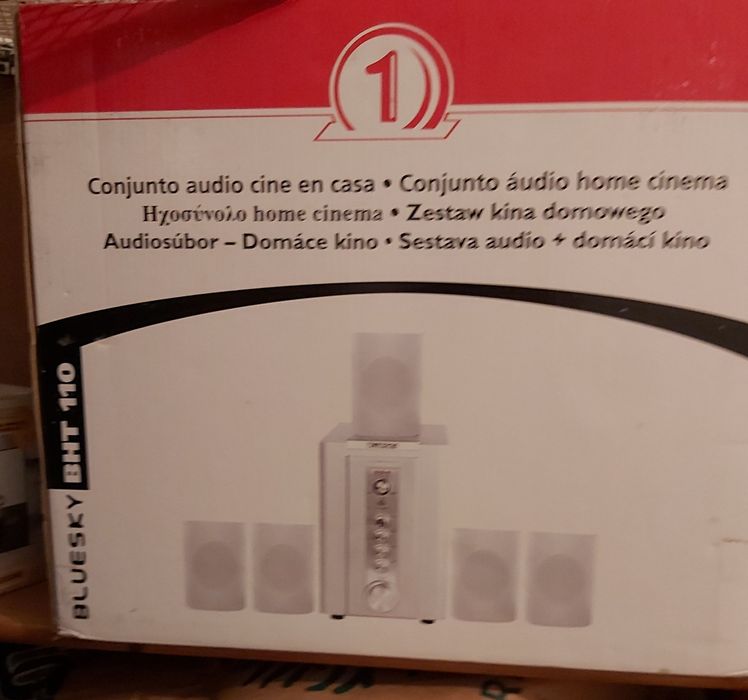 1
Conjunto audio cine en casa • Conjunto áudio home cinema
Ηχοσύνολο home cinema • Zestaw kina domowego
Audiosúbor – Domáce kino • Sestava audio + domácí kino
BLUESKY BHT 110